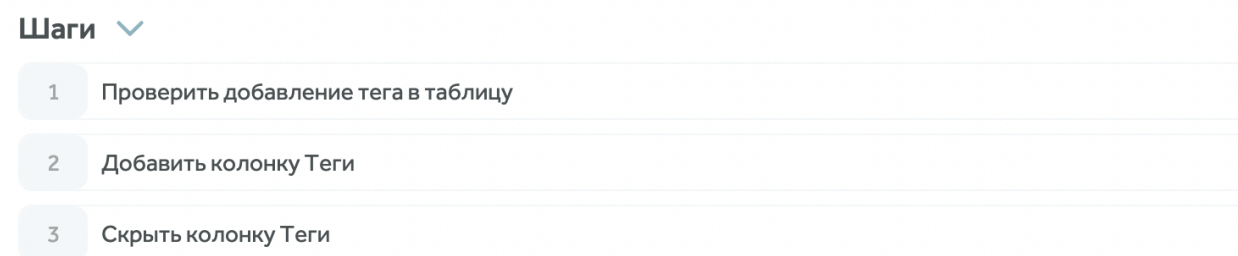 Шаги
1 Проверить добавление тега в таблицу
2 Добавить колонку Теги
3 Скрыть колонку Теги